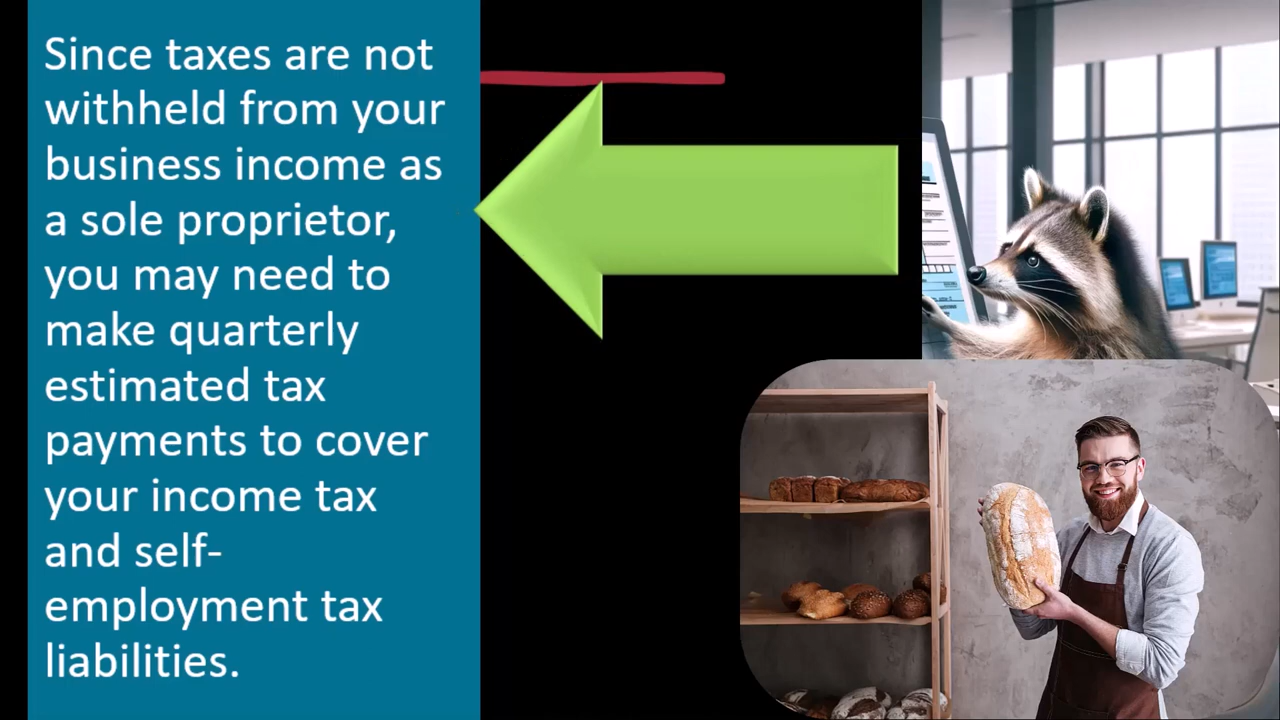 Since taxes are not
withheld from your
business income as
a sole proprietor,
you may need to
make quarterly
estimated tax
payments to cover
your income tax
and self-
employment tax
liabilities.